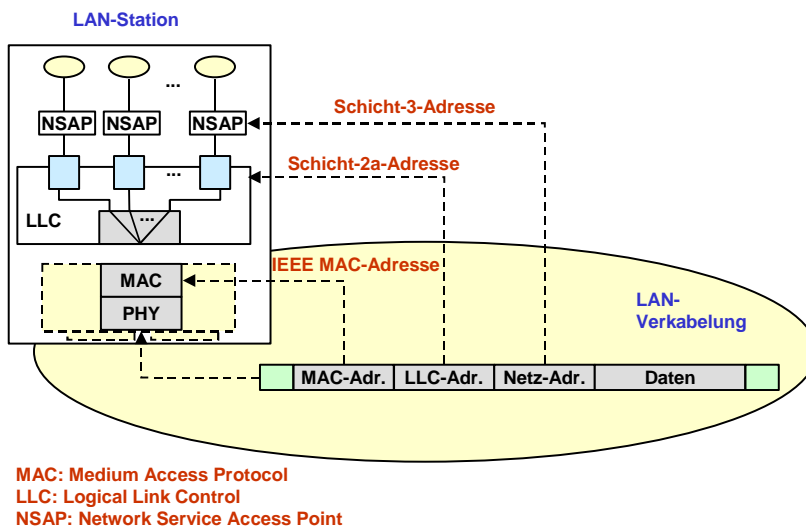 LAN-Station
...
NSAP NSAP NSAP
Schicht-3-Adresse
Schicht-2a-Adresse
...
LLC
...
IEEE MAC-Adresse
MAC
PHY
LAN-
Verkabelung
MAC-Adr. LLC-Adr. Netz-Adr. Daten
MAC: Medium Access Protocol
LLC: Logical Link Control
NSAP: Network Service Access Point